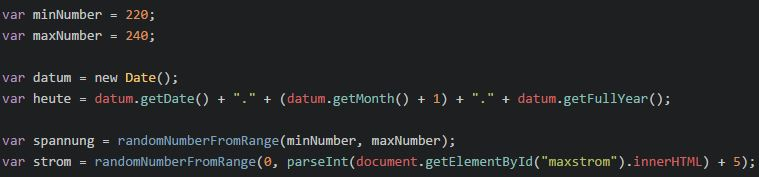 var minNumber = 220;
var maxNumber = 240;
var datum = new Date();
var heute = datum.getDate() + "." + (datum.getMonth() + 1) + "." + datum.getFullYear();
var spannung = randomNumberFromRange(minNumber, maxNumber);
var strom = randomNumberFromRange(0, parseInt(document.getElementById("maxstrom").innerHTML) + 5);